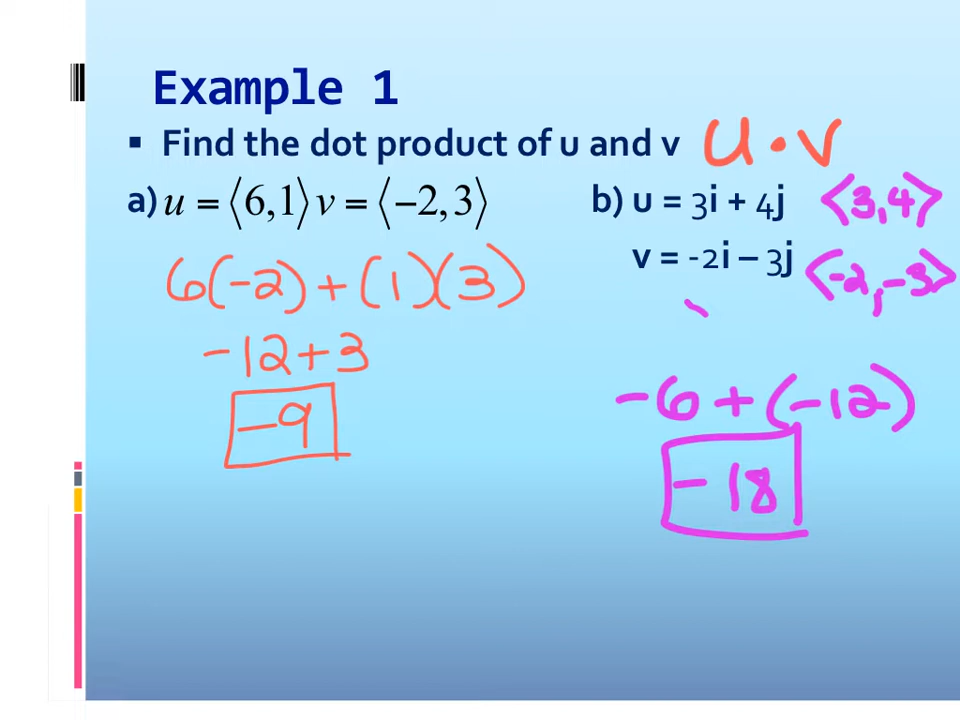 Example 1
▪ Find the dot product of u and v u · v
a) u = ⟨6,1⟩ v = ⟨−2,3⟩
6(-2) + (1)(3)
-12+3
-9
b) u = 3i + 4j ⟨3,4⟩
v = -2i – 3j ⟨-2,-3⟩
-6 + (-12)
-18